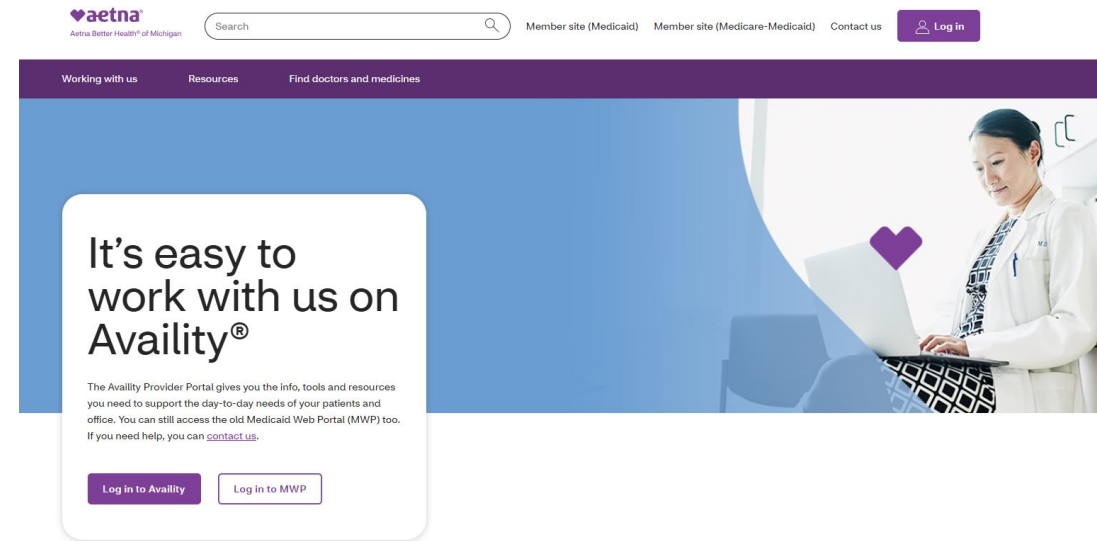 aetna®
Aetna Better Health® of Michigan
Search
Member site (Medicaid)
Member site (Medicare-Medicaid)
Contact us
Log in
Working with us
Resources
Find doctors and medicines
It's easy to
work with us on
Availity®
The Availity Provider Portal gives you the info, tools and resources
you need to support the day-to-day needs of your patients and
office. You can still access the old Medicaid Web Portal (MWP) too.
If you need help, you can contact us.
Log in to Availity
Log in to MWP
M.D.